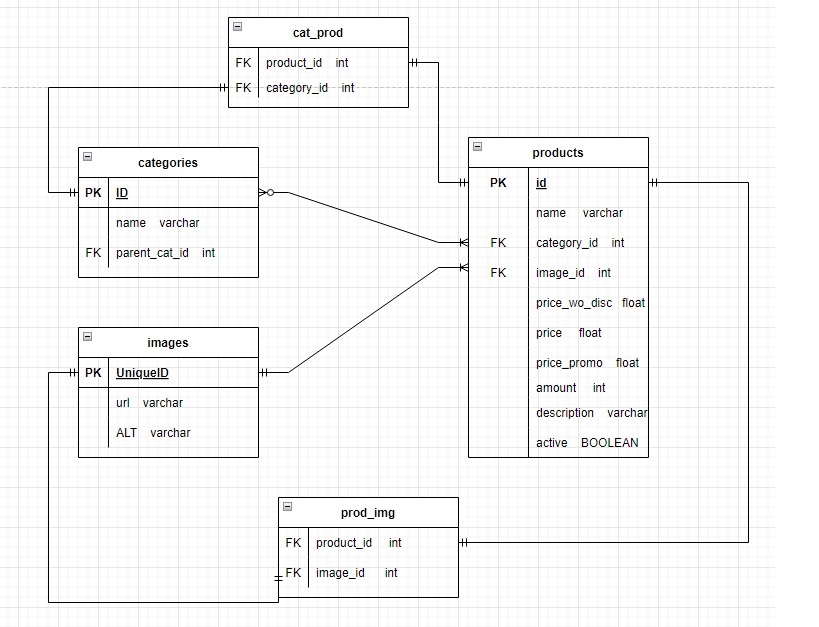 cat_prod
FK product_id int
FK category_id int
categories
PK ID
name varchar
FK parent_cat_id int
products
PK id
name varchar
FK category_id int
FK image_id int
price_wo_disc float
price float
price_promo float
amount int
description varchar
active BOOLEAN
images
PK UniqueID
url varchar
ALT varchar
prod_img
FK product_id int
FK image_id int